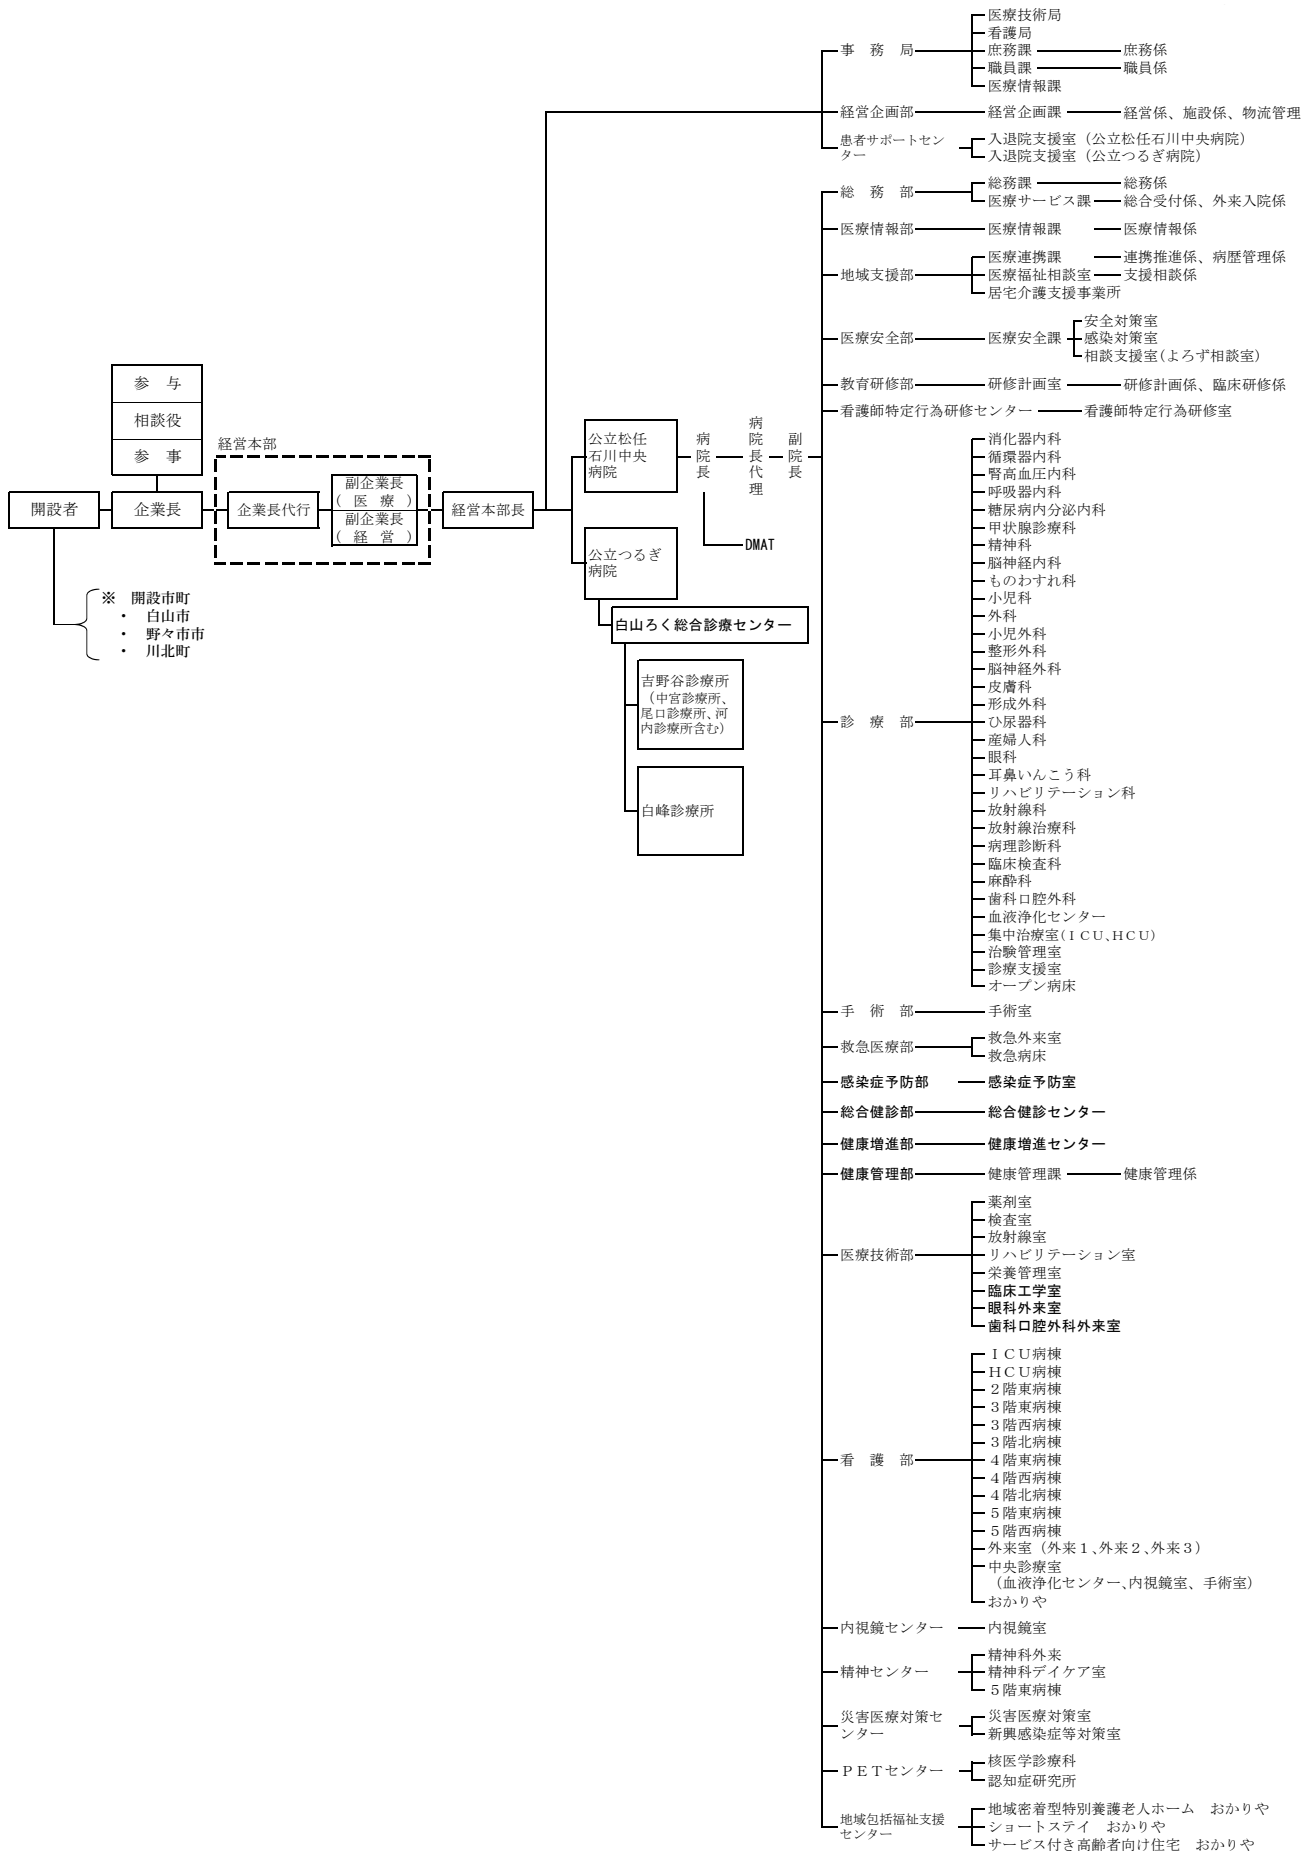 医療技術局
看護局
事　務　局
庶務課
庶務係
職員課
職員係
医療情報課
経営企画部
経営企画課
経営係、施設係、物流管理
患者サポートセン
ター
入退院支援室（公立松任石川中央病院）
入退院支援室（公立つるぎ病院）
総　務　部
総務課
総務係
医療サービス課
総合受付係、外来入院係
医療情報部
医療情報課
医療情報係
地域支援部
医療連携課
連携推進係、病歴管理係
医療福祉相談室
支援相談係
居宅介護支援事業所
医療安全部
医療安全課
安全対策室
感染対策室
相談支援室（よろず相談室）
教育研修部
研修計画室
研修計画係、臨床研修係
看護師特定行為研修センター
看護師特定行為研修室
参　与
相談役
参　事
開設者
企業長
経営本部
企業長代行
副企業長
（　医　療　）
副企業長
（　経　営　）
経営本部長
公立松任
石川中央
病院
病院長
病院長代理
副院長
DMAT
公立つるぎ
病院
白山ろく総合診療センター
吉野谷診療所
（中宮診療所、
尾口診療所、河
内診療所含む）
白峰診療所
※　開設市町
・　白山市
・　野々市市
・　川北町
診　療　部
消化器内科
循環器内科
腎高血圧内科
呼吸器内科
糖尿病内分泌内科
甲状腺診療科
精神科
脳神経内科
ものわすれ科
小児科
外科
小児外科
整形外科
脳神経外科
皮膚科
形成外科
ひ尿器科
産婦人科
眼科
耳鼻いんこう科
リハビリテーション科
放射線科
放射線治療科
病理診断科
臨床検査科
麻酔科
歯科口腔外科
血液浄化センター
集中治療室（ＩＣＵ、ＨＣＵ）
治験管理室
診療支援室
オープン病床
手　術　部
手術室
救急医療部
救急外来室
救急病床
感染症予防部
感染症予防室
総合健診部
総合健診センター
健康増進部
健康増進センター
健康管理部
健康管理課
健康管理係
医療技術部
薬剤室
検査室
放射線室
リハビリテーション室
栄養管理室
臨床工学室
眼科外来室
歯科口腔外科外来室
看　護　部
ＩＣＵ病棟
ＨＣＵ病棟
２階東病棟
３階東病棟
３階西病棟
３階北病棟
４階東病棟
４階西病棟
４階北病棟
５階東病棟
５階西病棟
外来室（外来１、外来２、外来３）
中央診療室
（血液浄化センター、内視鏡室、手術室）
おかりや
内視鏡センター
内視鏡室
精神センター
精神科外来
精神科デイケア室
５階東病棟
災害医療対策セ
ンター
災害医療対策室
新興感染症等対策室
ＰＥＴセンター
核医学診療科
認知症研究所
地域包括福祉支援
センター
地域密着型特別養護老人ホーム　おかりや
ショートステイ　おかりや
サービス付き高齢者向け住宅　おかりや